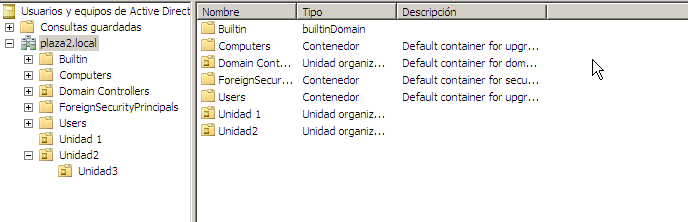 Usuarios y equipos de Active Direct
Consultas guardadas
plaza2.local
Builtin
Computers
Domain Controllers
ForeignSecurityPrincipals
Users
Unidad 1
Unidad2
Unidad3
Nombre Tipo Descripción
Builtin builtinDomain
Computers Contenedor Default container for upgr...
Domain Cont... Unidad organiz... Default container for dom...
ForeignSecur... Contenedor Default container for secu...
Users Contenedor Default container for upgr...
Unidad 1 Unidad organiz...
Unidad2 Unidad organiz...